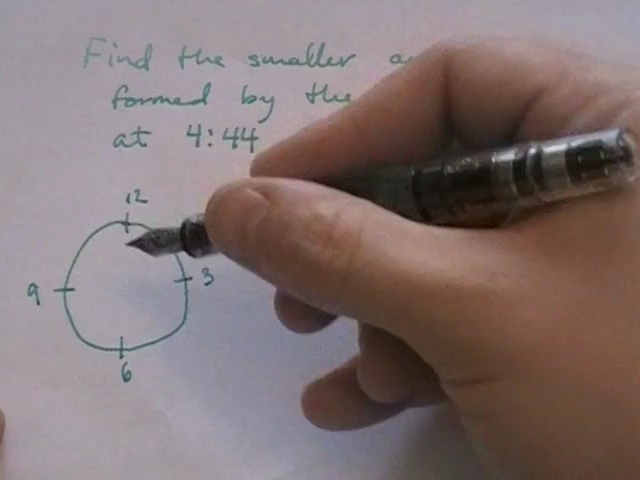 Find the smaller
formed by the
at 4:44
12
9
3
6